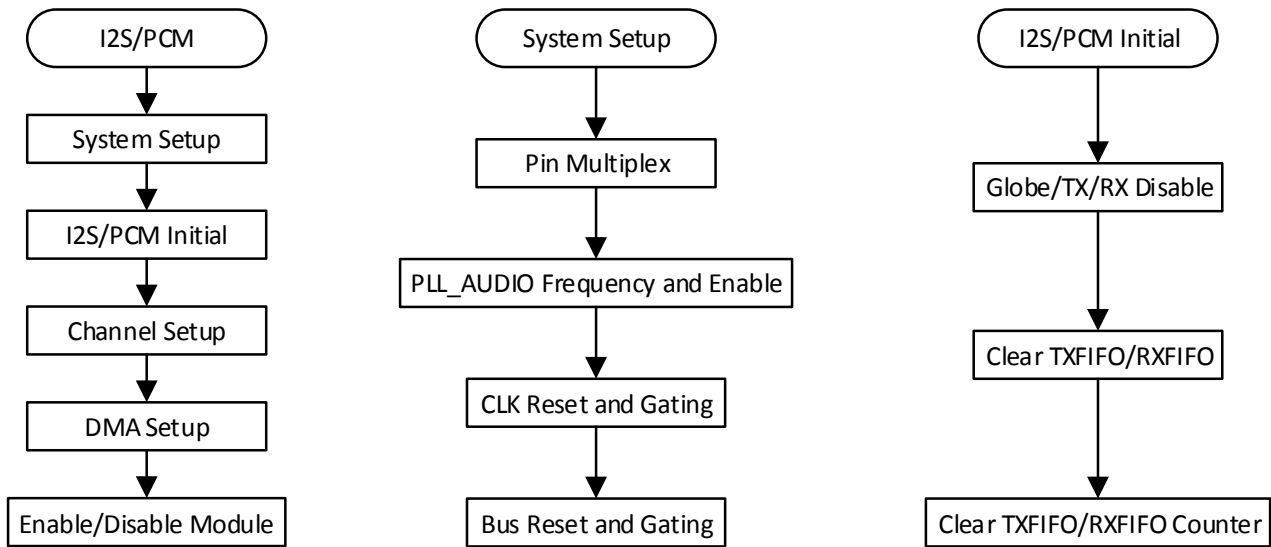 I2S/PCM
System Setup
I2S/PCM Initial
Channel Setup
DMA Setup
Enable/Disable Module
System Setup
Pin Multiplex
PLL_AUDIO Frequency and Enable
CLK Reset and Gating
Bus Reset and Gating
I2S/PCM Initial
Globe/TX/RX Disable
Clear TXFIFO/RXFIFO
Clear TXFIFO/RXFIFO Counter